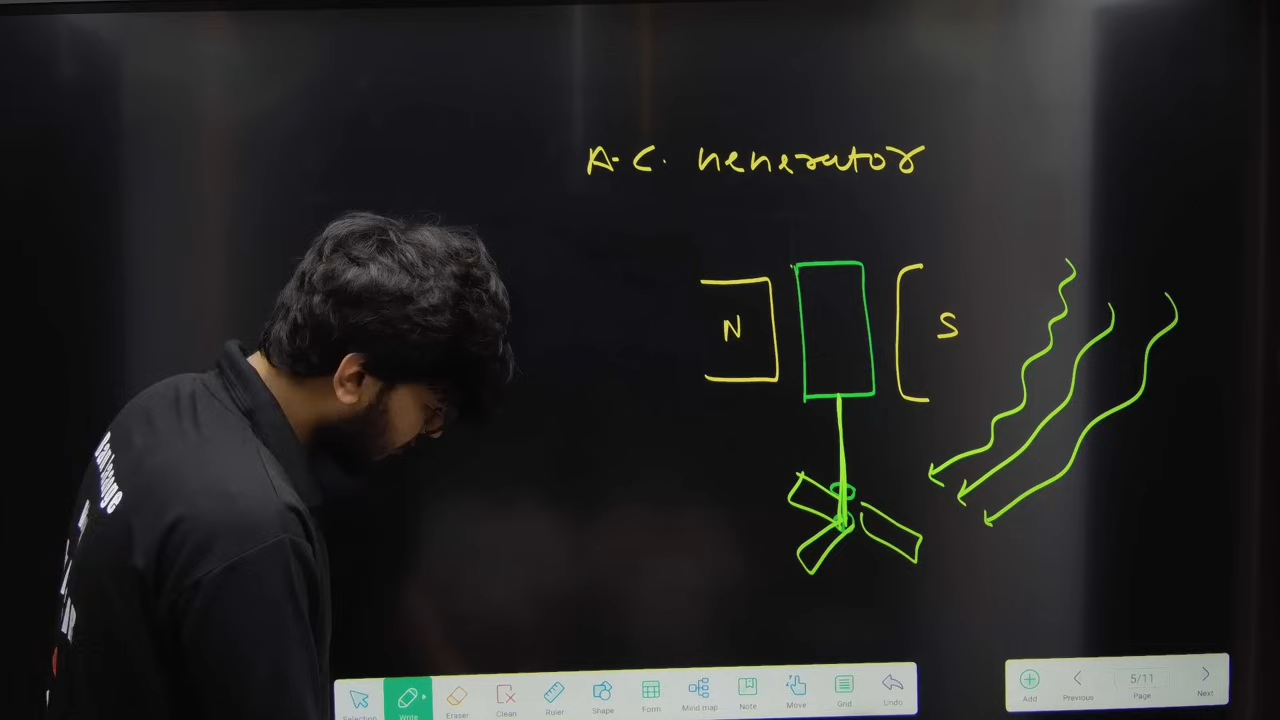 A.C. Generator
N
S
Selection
Write
Eraser
Clean
Ruler
Shape
Form
Mind map
Note
Move
Grid
Undo
Add
Previous
5/11
Page
Next